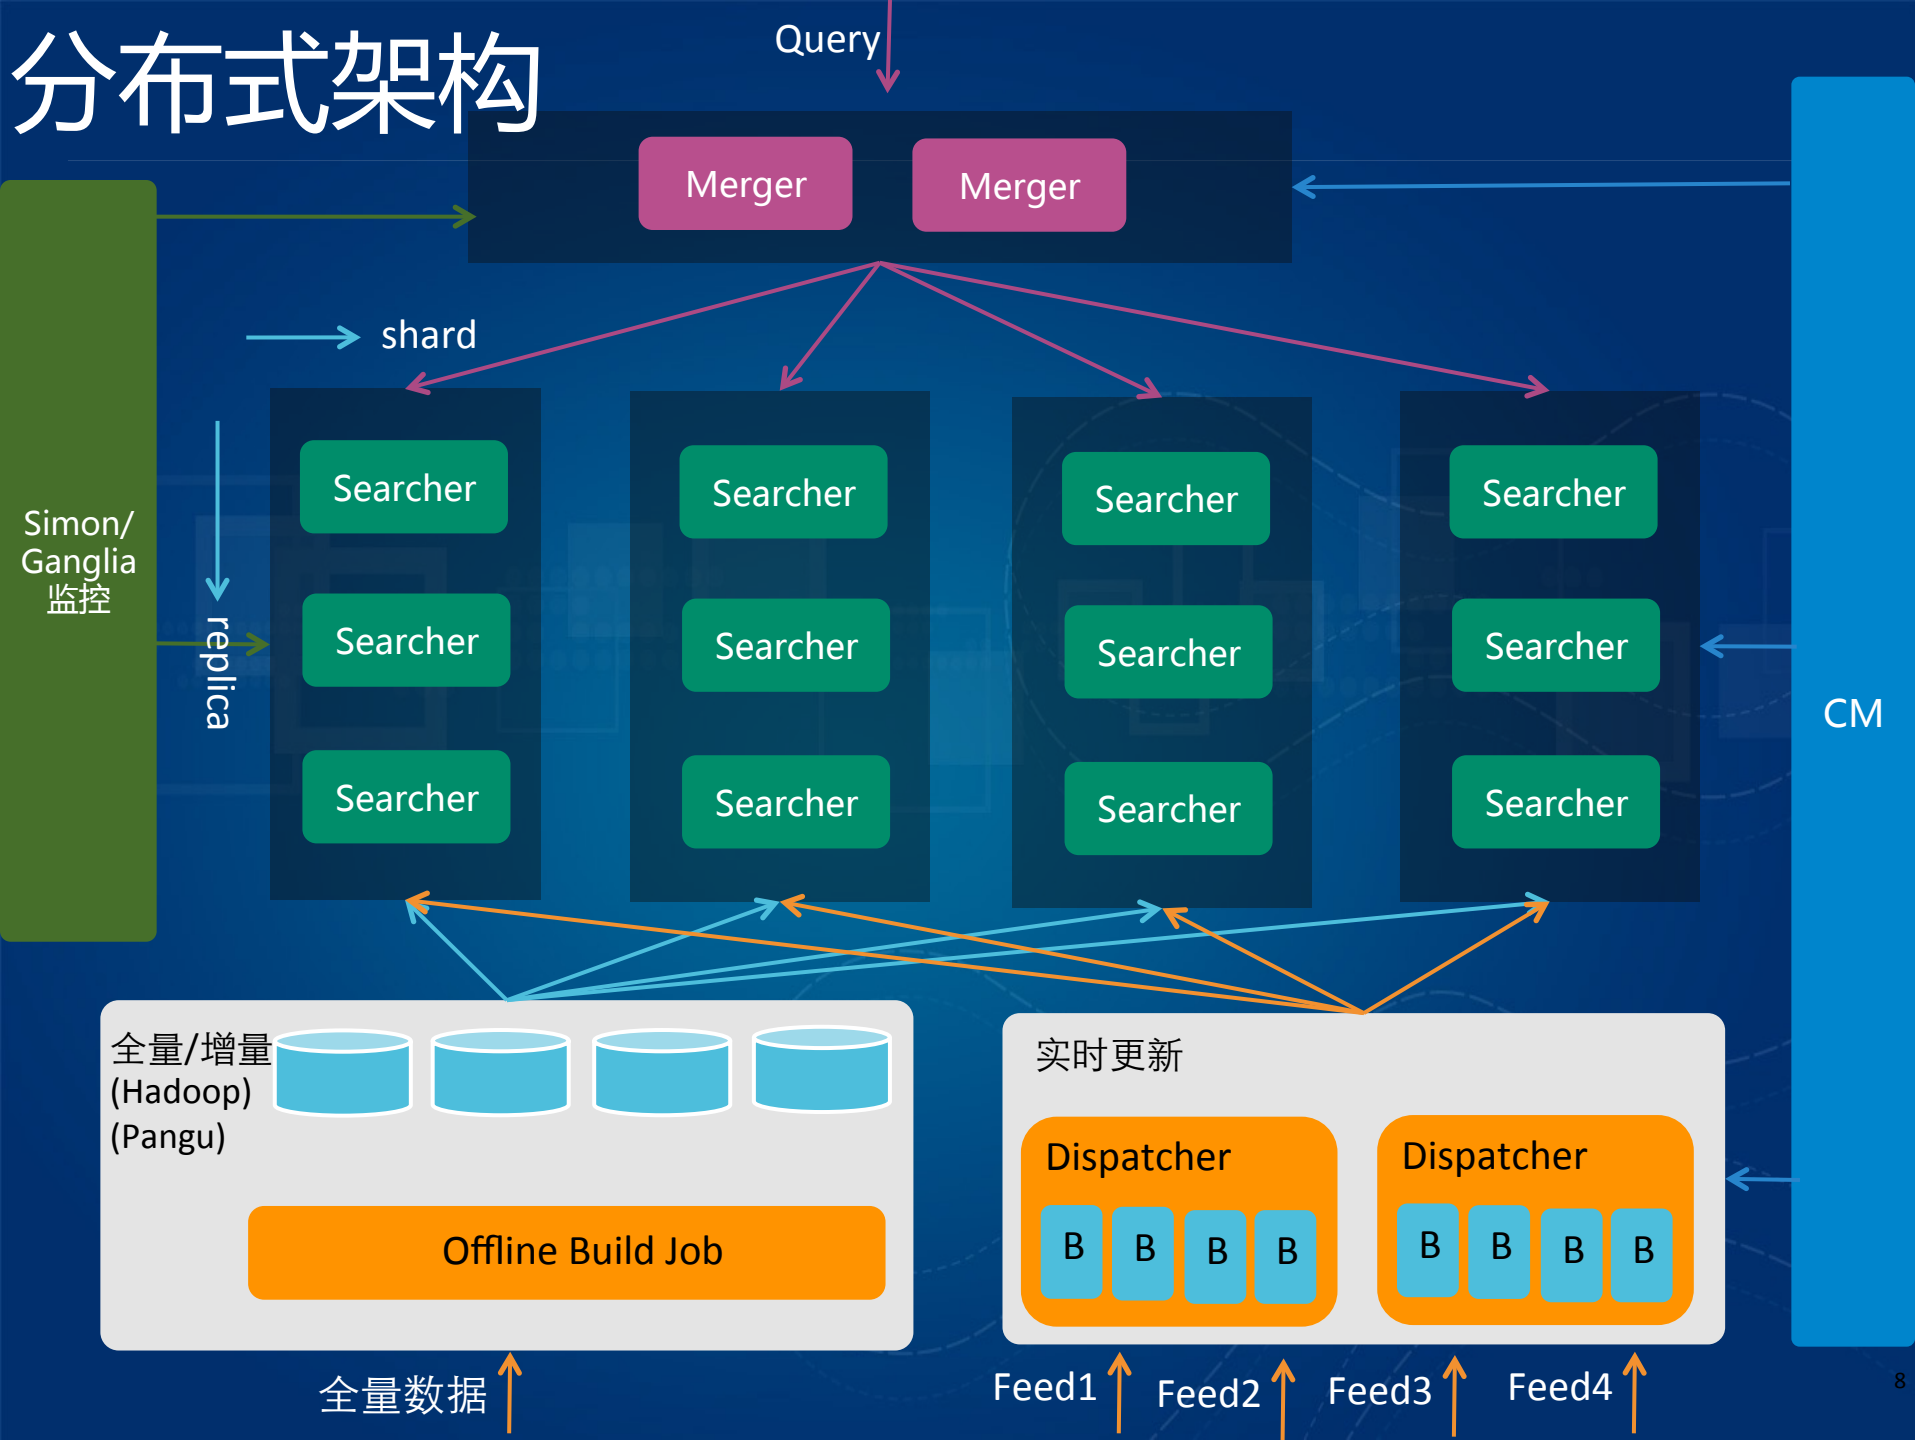 分布式架构
Query
Merger
Merger
shard
Searcher
Searcher
Searcher
Searcher
Simon/
Ganglia
监控
replica
Searcher
Searcher
Searcher
Searcher
CM
Searcher
Searcher
Searcher
Searcher
全量/增量
(Hadoop)
(Pangu)
Offline Build Job
实时更新
Dispatcher
B
B
B
B
Dispatcher
B
B
B
B
全量数据
Feed1
Feed2
Feed3
Feed4
8